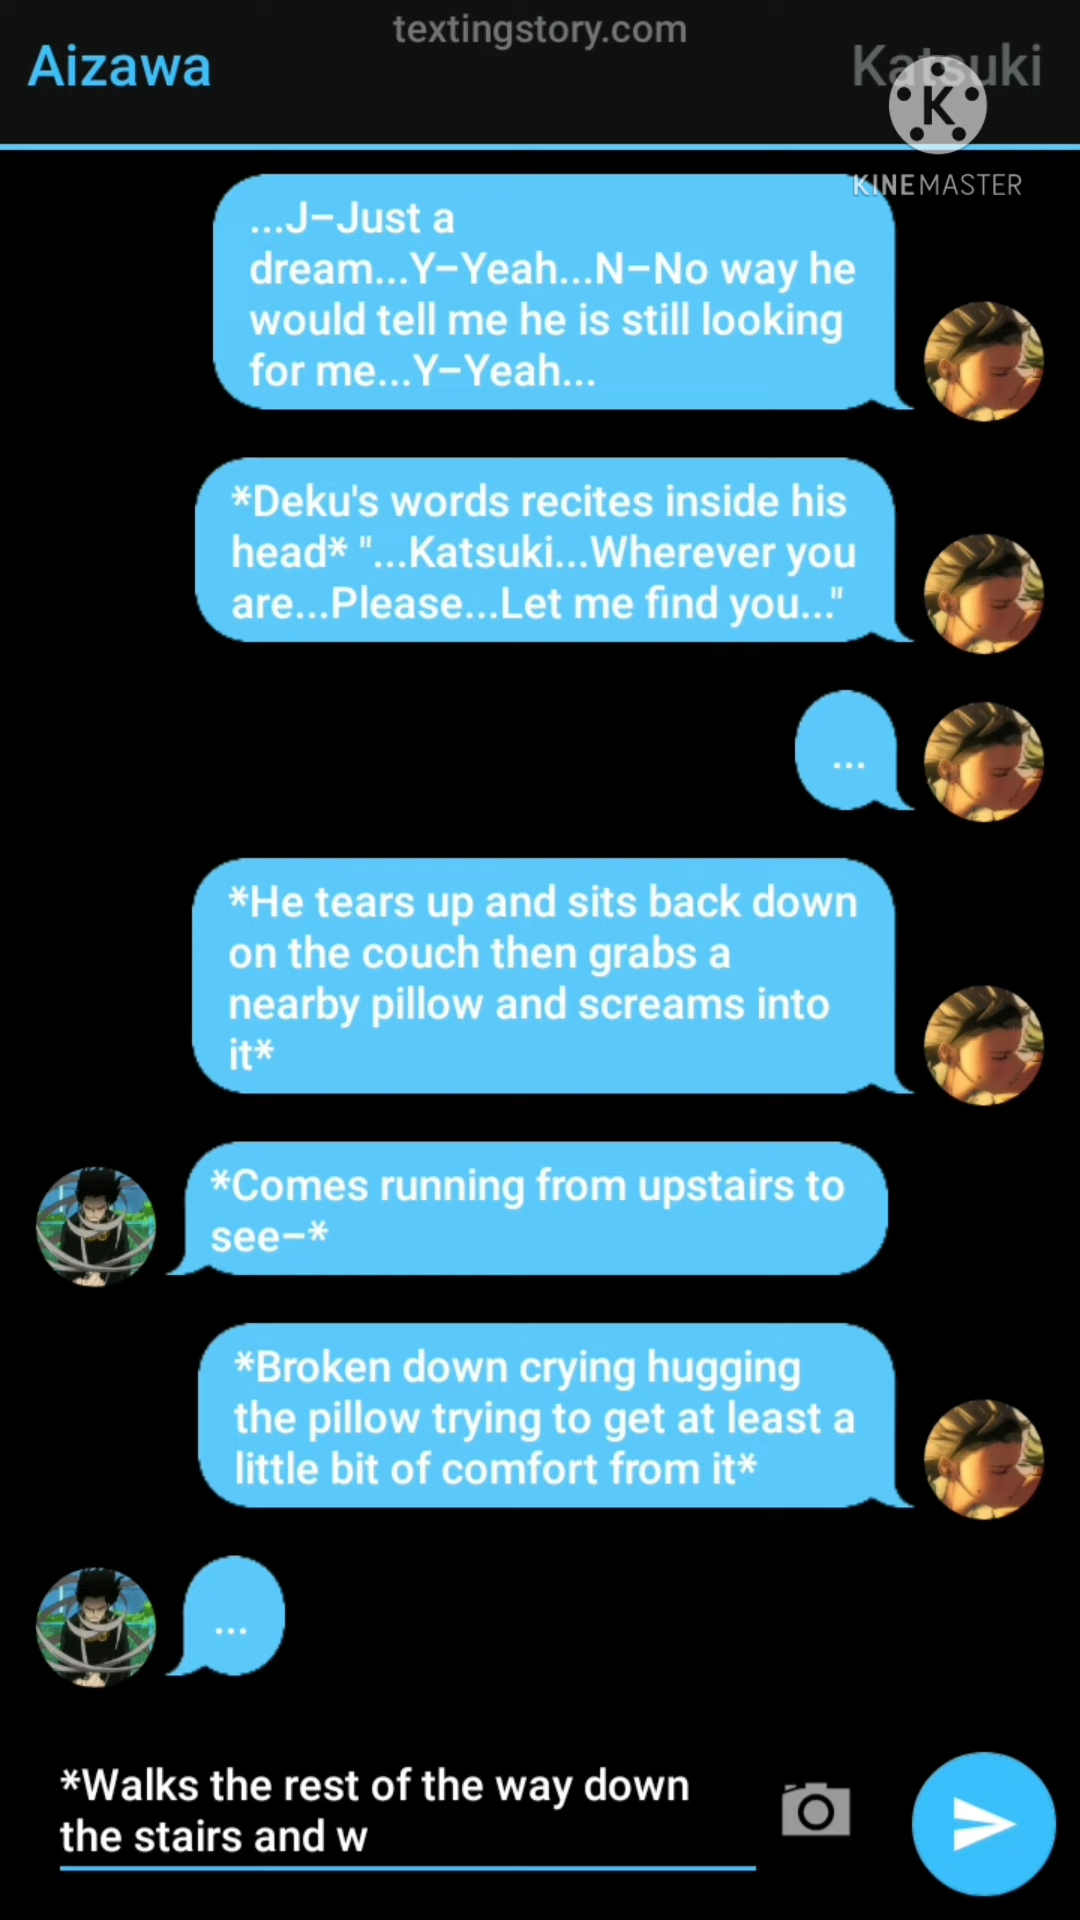 textingstory.com
Aizawa
Katsuki
K
KINEMASTER
...J–Just a
dream...Y–Yeah...N–No way he
would tell me he is still looking
for me...Y–Yeah...
*Deku's words recites inside his
head* "...Katsuki...Wherever you
are...Please...Let me find you..."
...
*He tears up and sits back down
on the couch then grabs a
nearby pillow and screams into
it*
*Comes running from upstairs to
see–*
*Broken down crying hugging
the pillow trying to get at least a
little bit of comfort from it*
...
*Walks the rest of the way down
the stairs and w